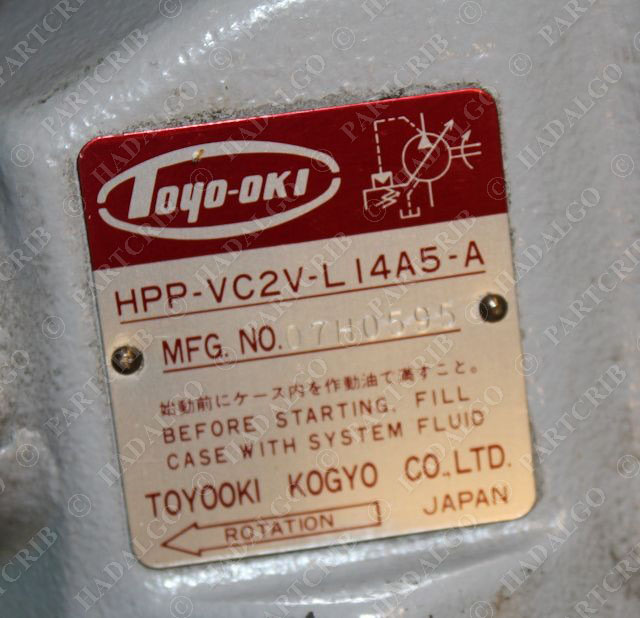 TOYO-OKI
HPP-VC2V-L14A5-A
MFG. NO. 07H0595
始動前にケース内を作動油で満すこと。
BEFORE STARTING, FILL
CASE WITH SYSTEM FLUID
TOYOOKI KOGYO CO.,LTD.
ROTATION
JAPAN
© PARTCRIB
© HADALGO